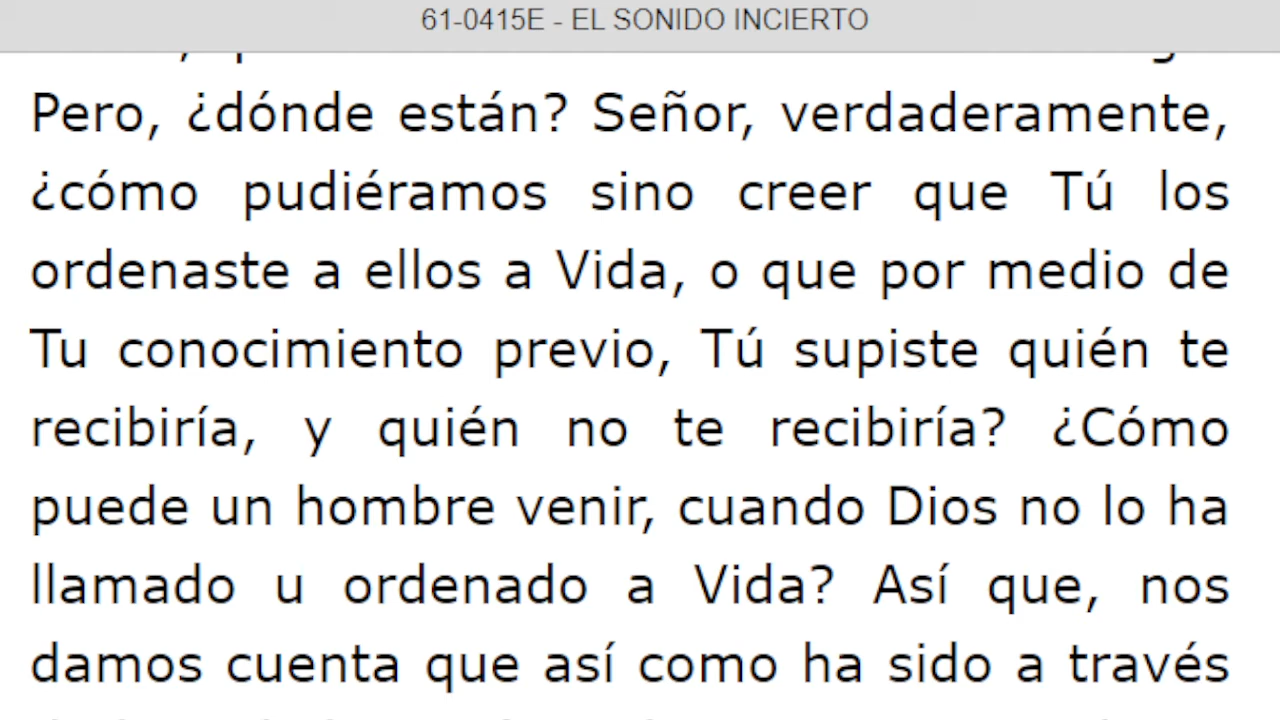 61-0415E - EL SONIDO INCIERTO
Pero, ¿dónde están? Señor, verdaderamente,
¿cómo pudiéramos sino creer que Tú los
ordenaste a ellos a Vida, o que por medio de
Tu conocimiento previo, Tú supiste quién te
recibiría, y quién no te recibiría? ¿Cómo
puede un hombre venir, cuando Dios no lo ha
llamado u ordenado a Vida? Así que, nos
damos cuenta que así como ha sido a través